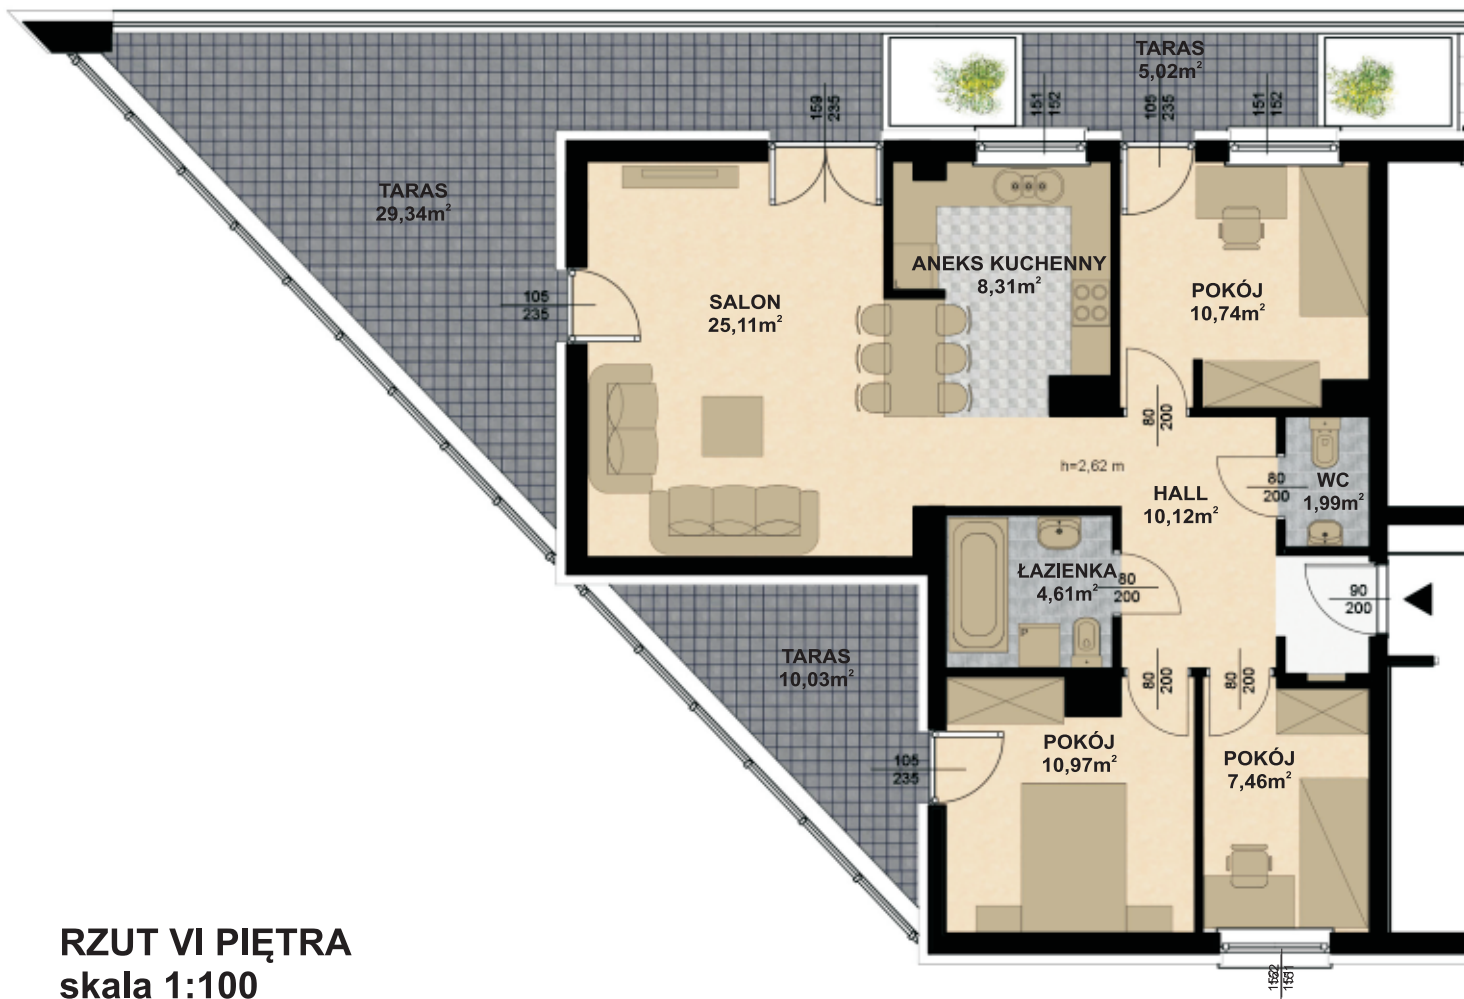 TARAS
5,02m²
151
152
105
235
151
152
159
235
TARAS
29,34m²
ANEKS KUCHENNY
8,31m²
POKÓJ
10,74m²
SALON
25,11m²
105
235
80
200
h=2,62 m
HALL
10,12m²
80
200
WC
1,99m²
ŁAZIENKA
4,61m²
80
200
90
200
TARAS
10,03m²
80
200
80
200
P
POKÓJ
10,97m²
POKÓJ
7,46m²
105
235
RZUT VI PIĘTRA
skala 1:100